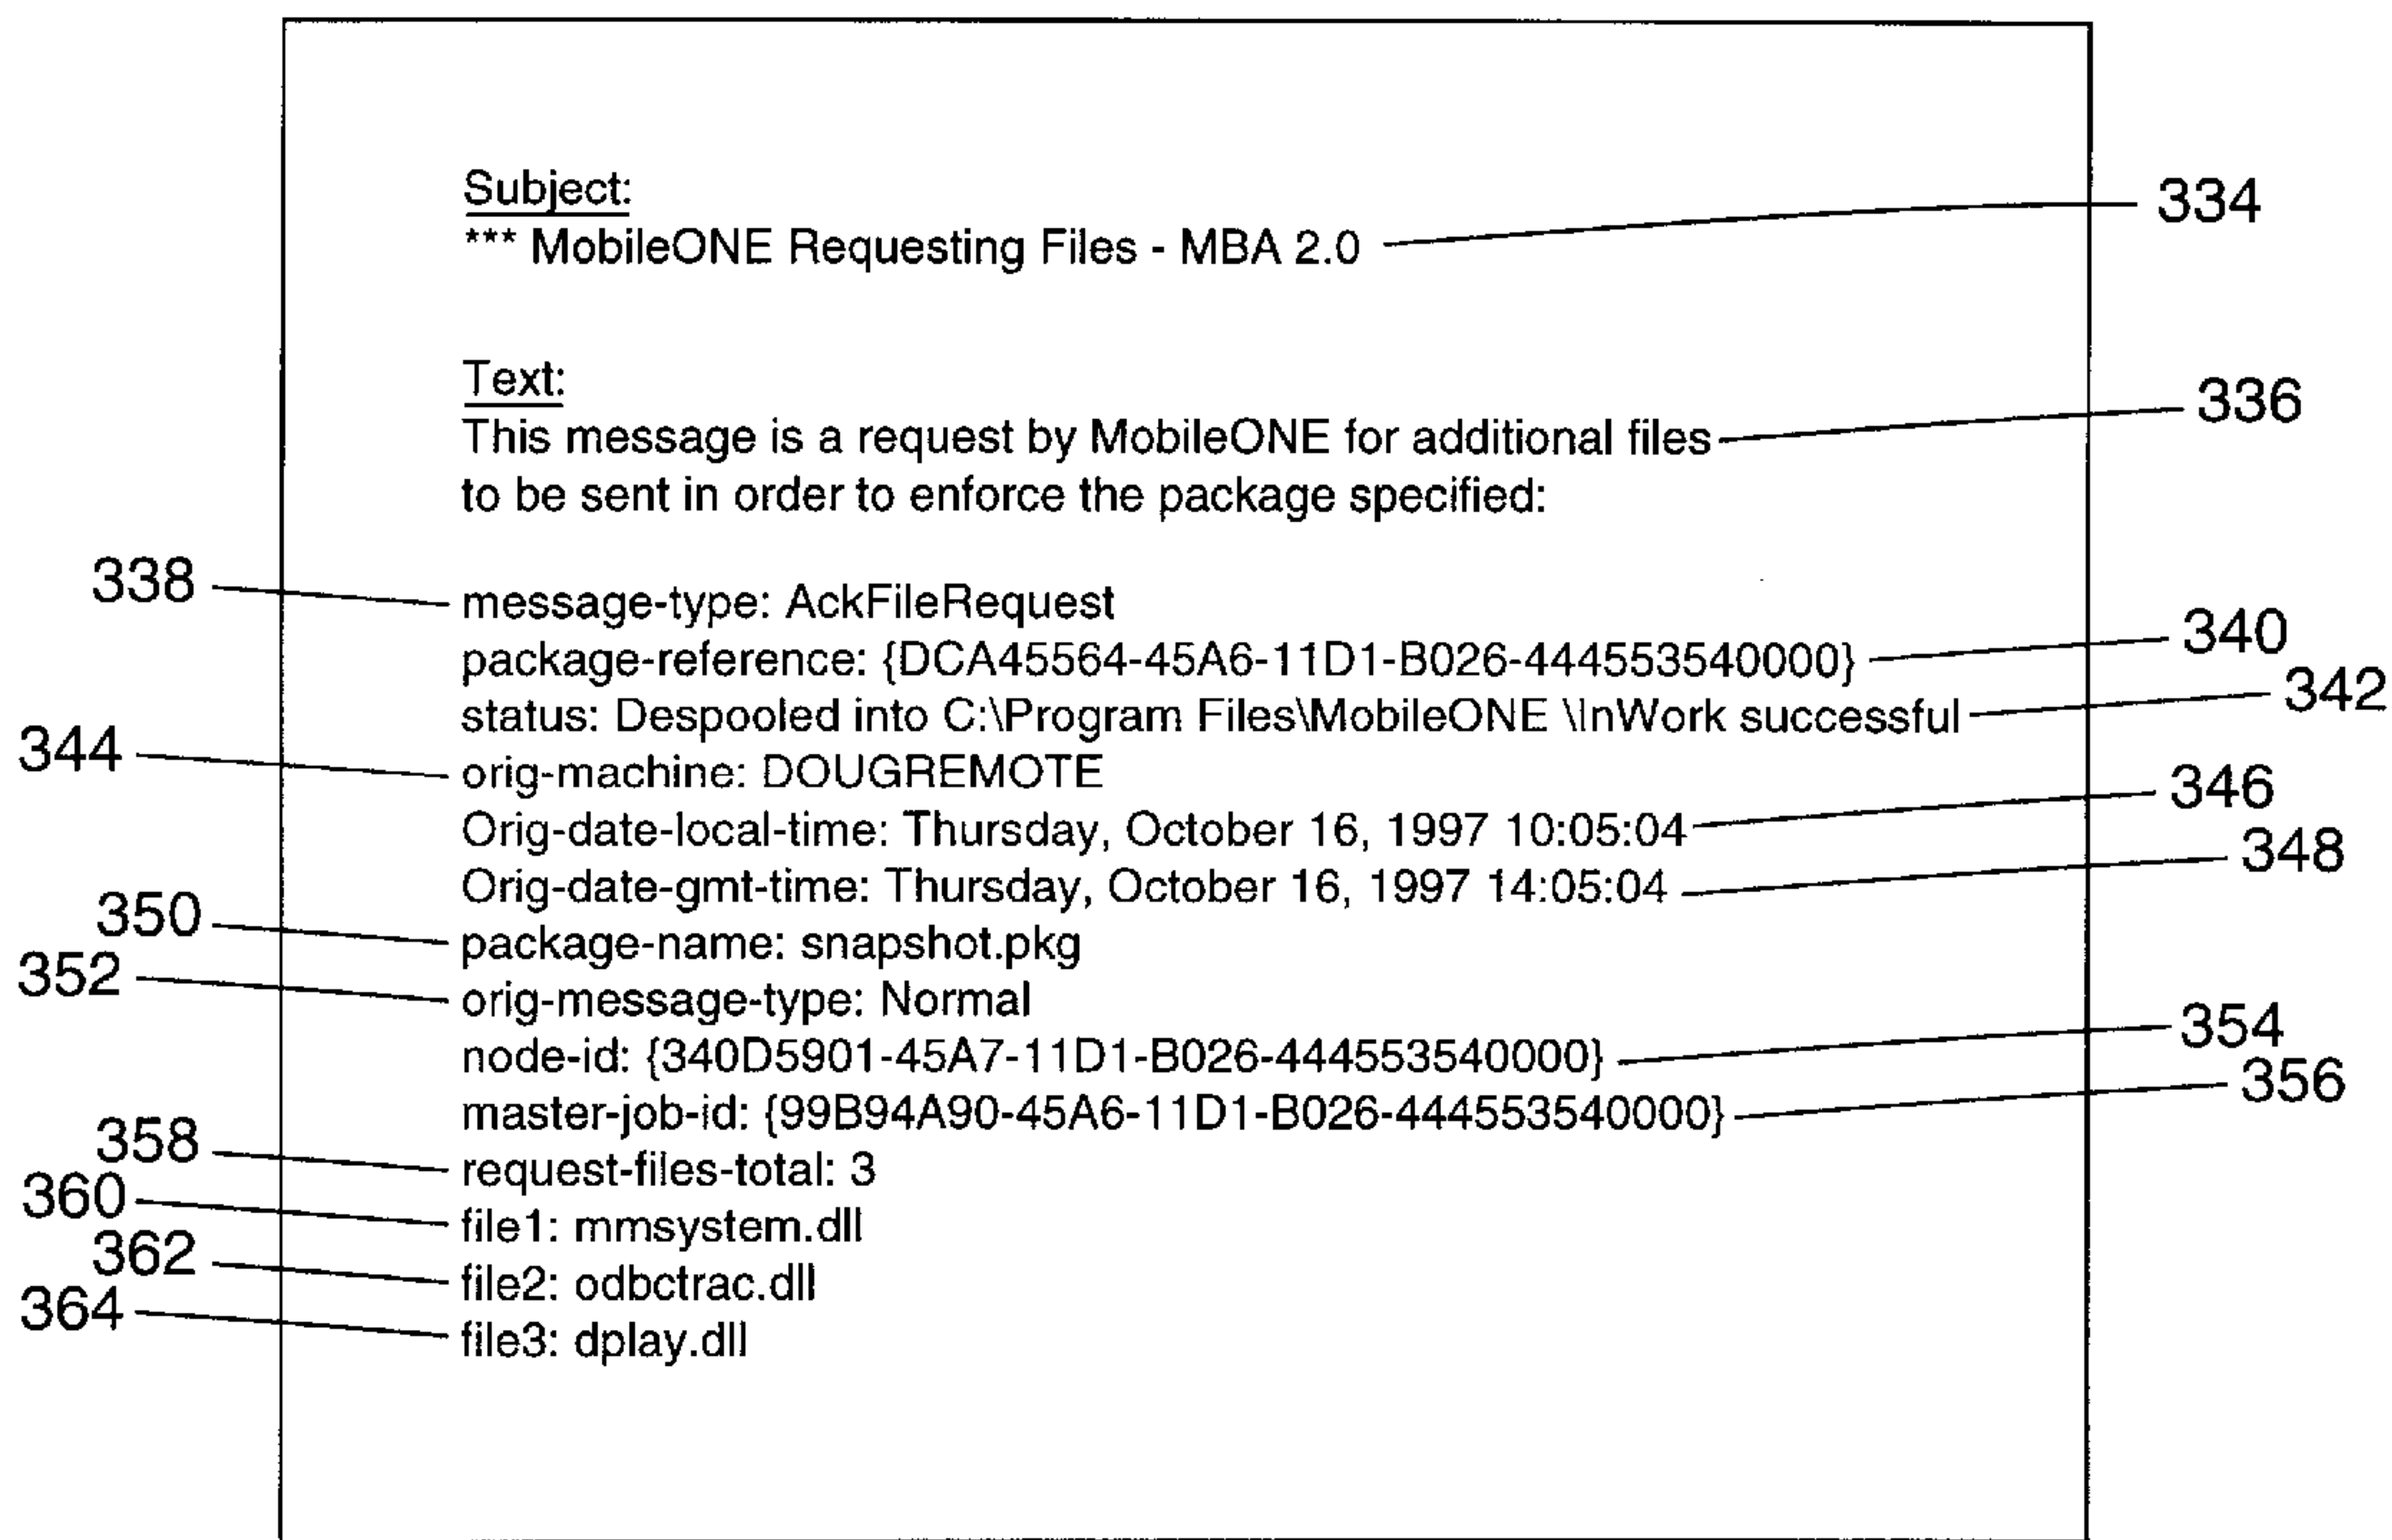 Subject:
*** MobileONE Requesting Files - MBA 2.0 334
Text:
This message is a request by MobileONE for additional files 336
to be sent in order to enforce the package specified:
338 message-type: AckFileRequest
package-reference: {DCA45564-45A6-11D1-B026-444553540000} 340
status: Despooled into C:\Program Files\MobileONE \InWork successful 342
344 orig-machine: DOUGREMOTE
Orig-date-local-time: Thursday, October 16, 1997 10:05:04 346
Orig-date-gmt-time: Thursday, October 16, 1997 14:05:04 348
350 package-name: snapshot.pkg
352 orig-message-type: Normal
node-id: {340D5901-45A7-11D1-B026-444553540000} 354
master-job-id: {99B94A90-45A6-11D1-B026-444553540000} 356
358 request-files-total: 3
360 file1: mmsystem.dll
362 file2: odbctrac.dll
364 file3: dplay.dll